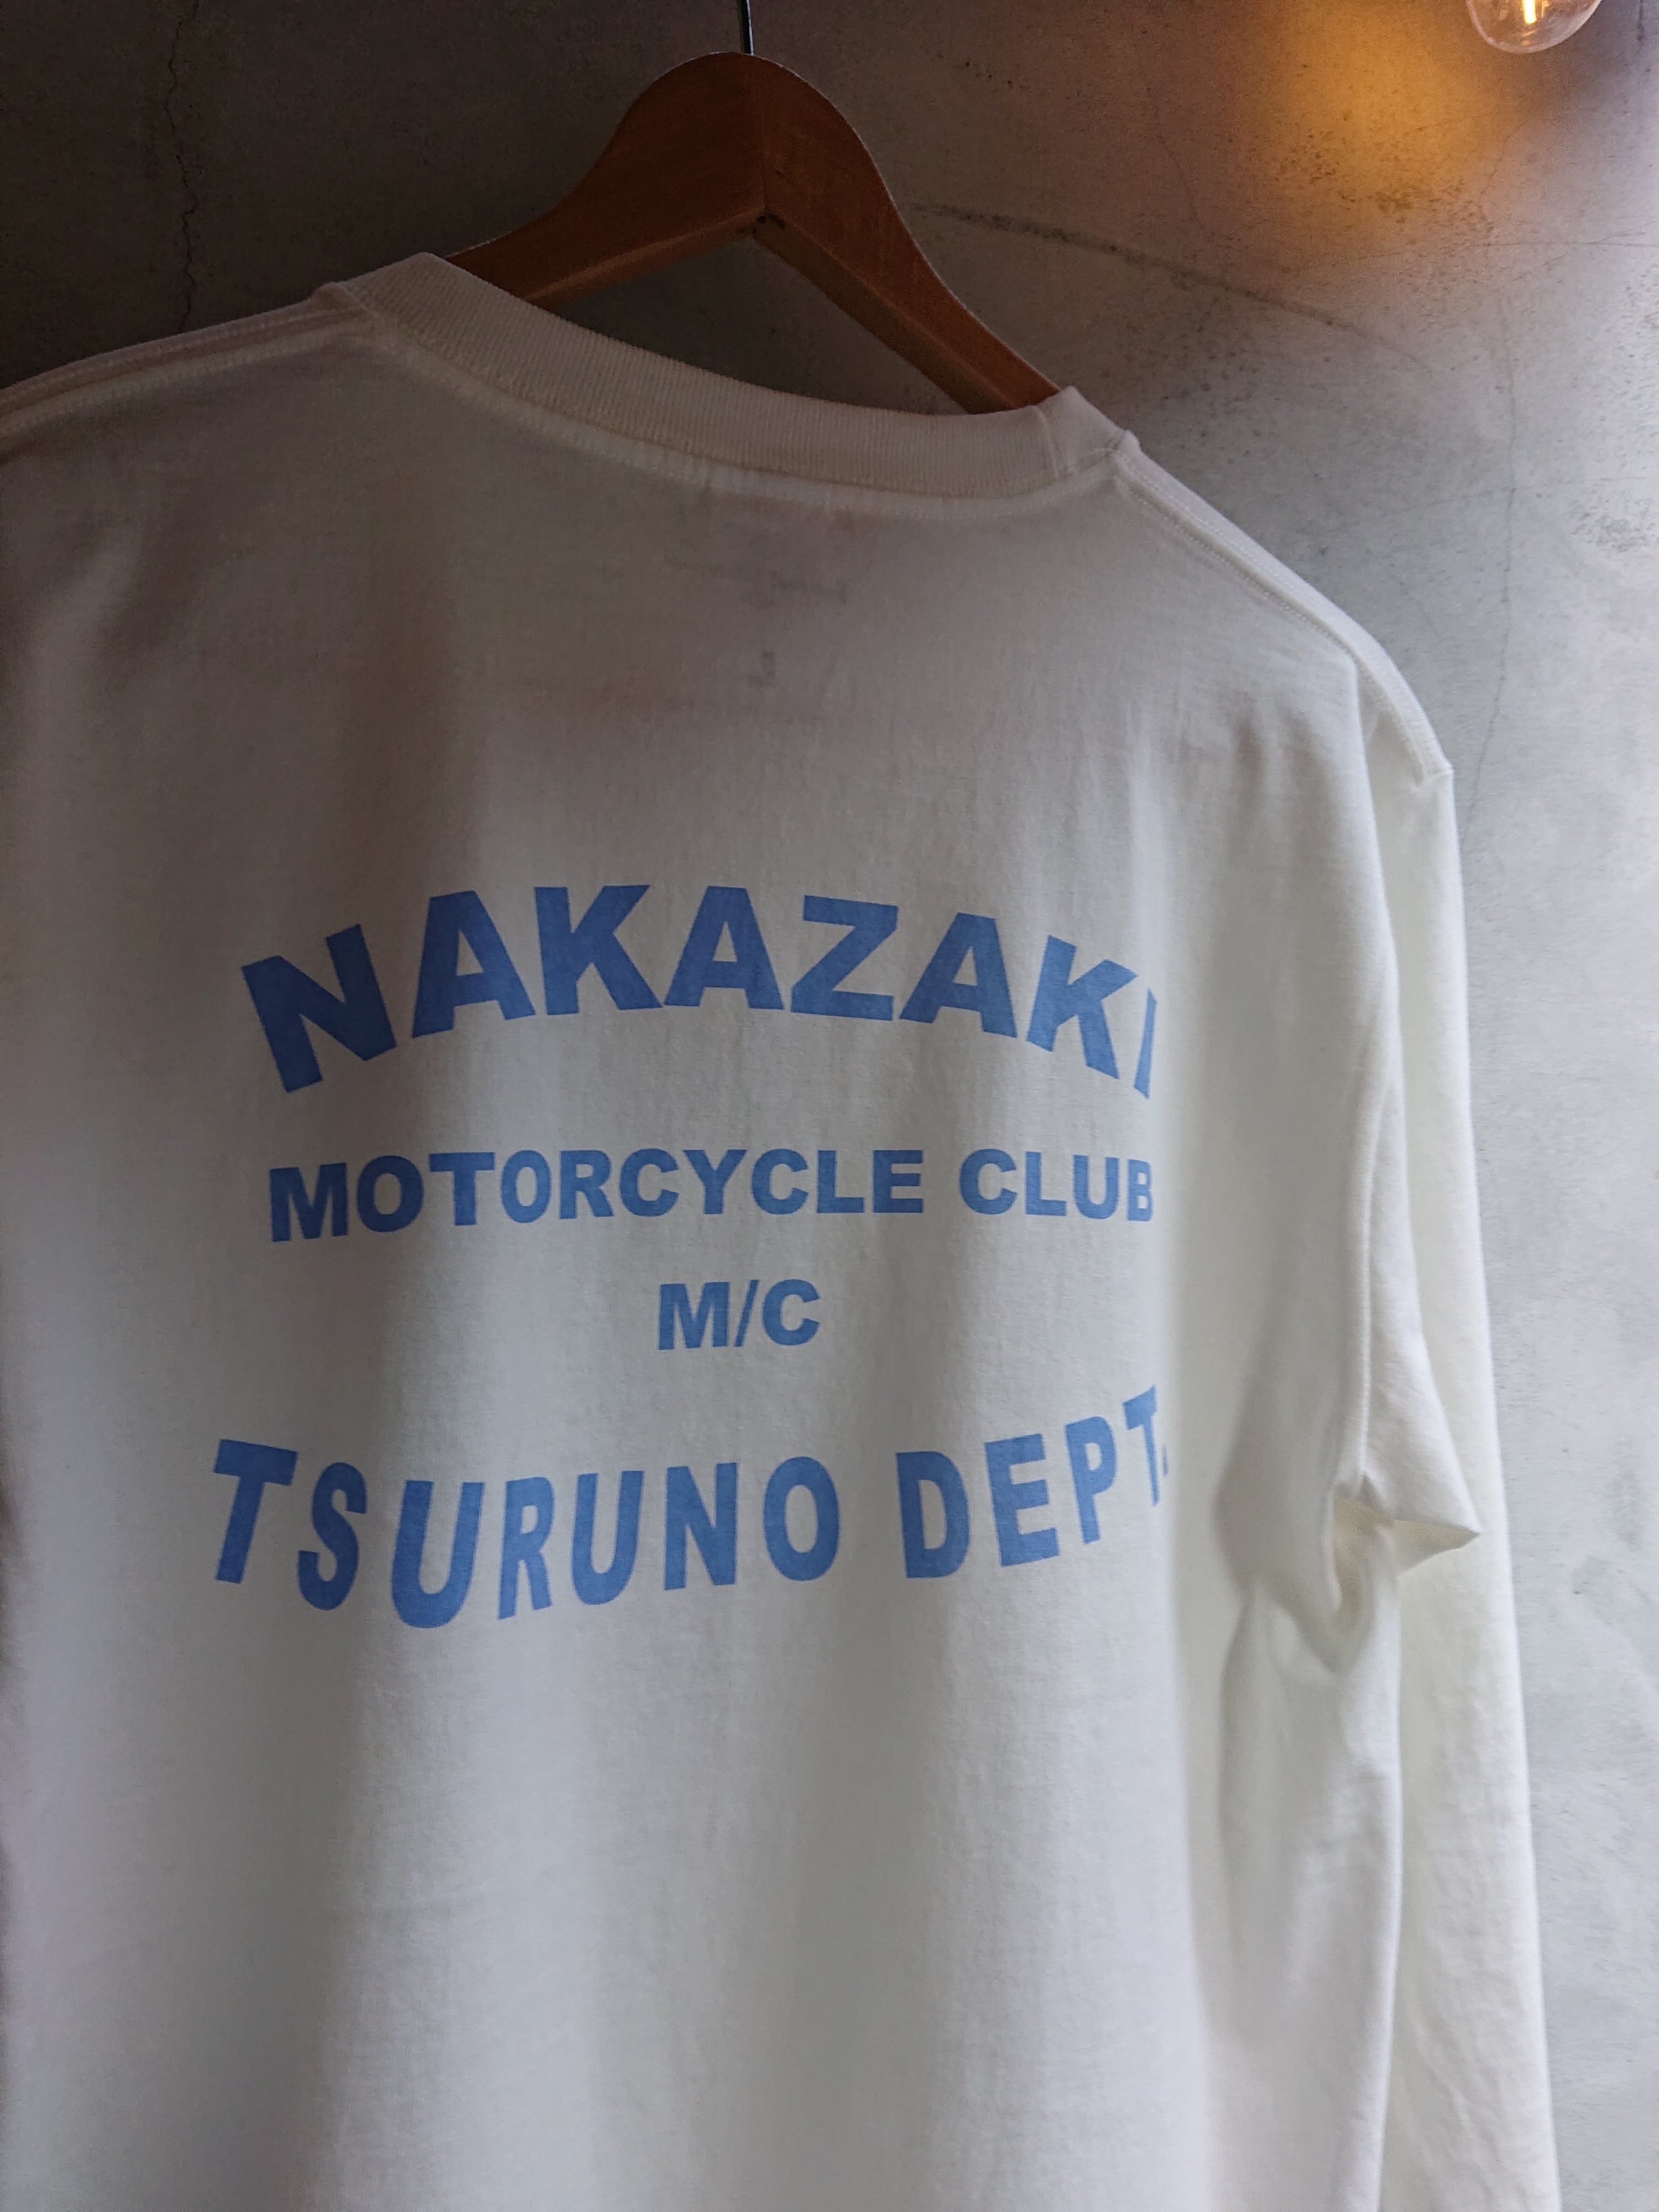 NAKAZAKI
MOTORCYCLE CLUB
M/C
TSURUNO DEPT.